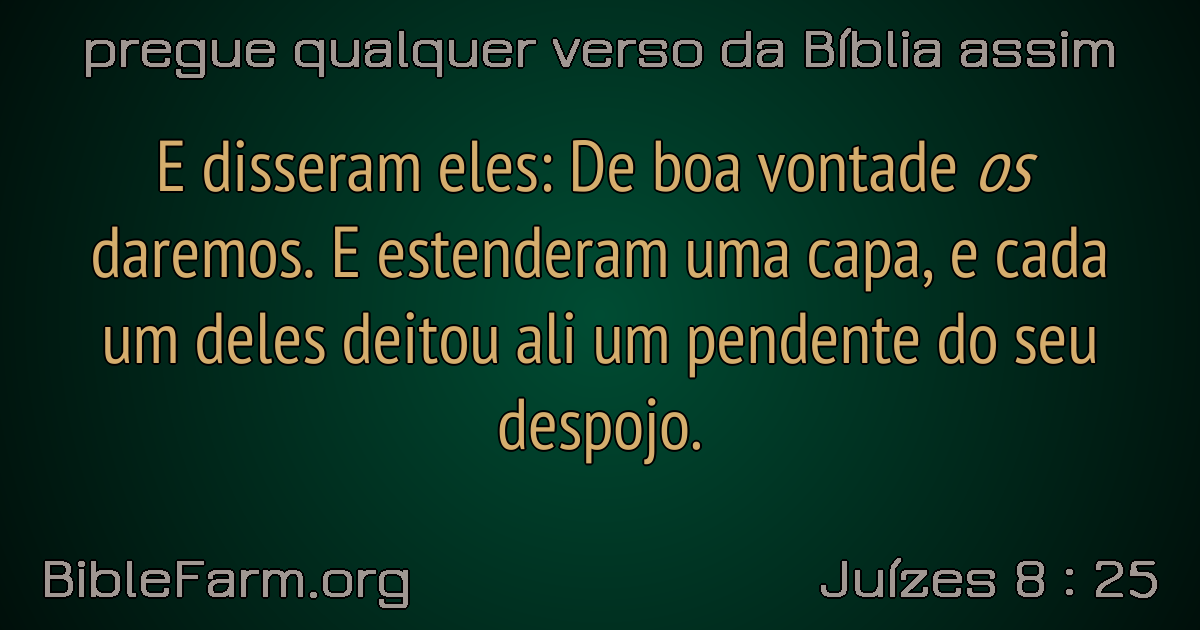 pregue qualquer verso da Bíblia assim
E disseram eles: De boa vontade os
daremos. E estenderam uma capa, e cada
um deles deitou ali um pendente do seu
despojo.
BibleFarm.org
Juízes 8 : 25